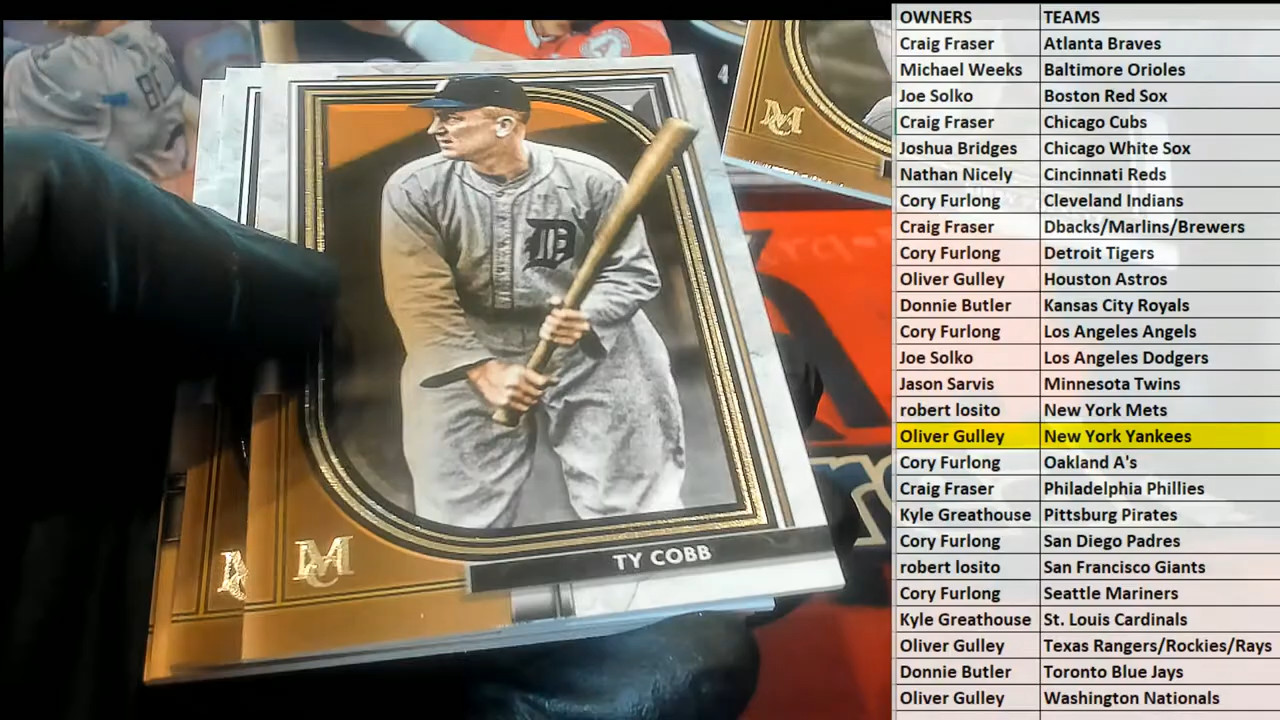 OWNERS TEAMS
Craig Fraser Atlanta Braves
Michael Weeks Baltimore Orioles
Joe Solko Boston Red Sox
Craig Fraser Chicago Cubs
Joshua Bridges Chicago White Sox
Nathan Nicely Cincinnati Reds
Cory Furlong Cleveland Indians
Craig Fraser Dbacks/Marlins/Brewers
Cory Furlong Detroit Tigers
Oliver Gulley Houston Astros
Donnie Butler Kansas City Royals
Cory Furlong Los Angeles Angels
Joe Solko Los Angeles Dodgers
Jason Sarvis Minnesota Twins
robert losito New York Mets
Oliver Gulley New York Yankees
Cory Furlong Oakland A's
Craig Fraser Philadelphia Phillies
Kyle Greathouse Pittsburg Pirates
Cory Furlong San Diego Padres
robert losito San Francisco Giants
Cory Furlong Seattle Mariners
Kyle Greathouse St. Louis Cardinals
Oliver Gulley Texas Rangers/Rockies/Rays
Donnie Butler Toronto Blue Jays
Oliver Gulley Washington Nationals
4
MC
D
MC
TY COBB